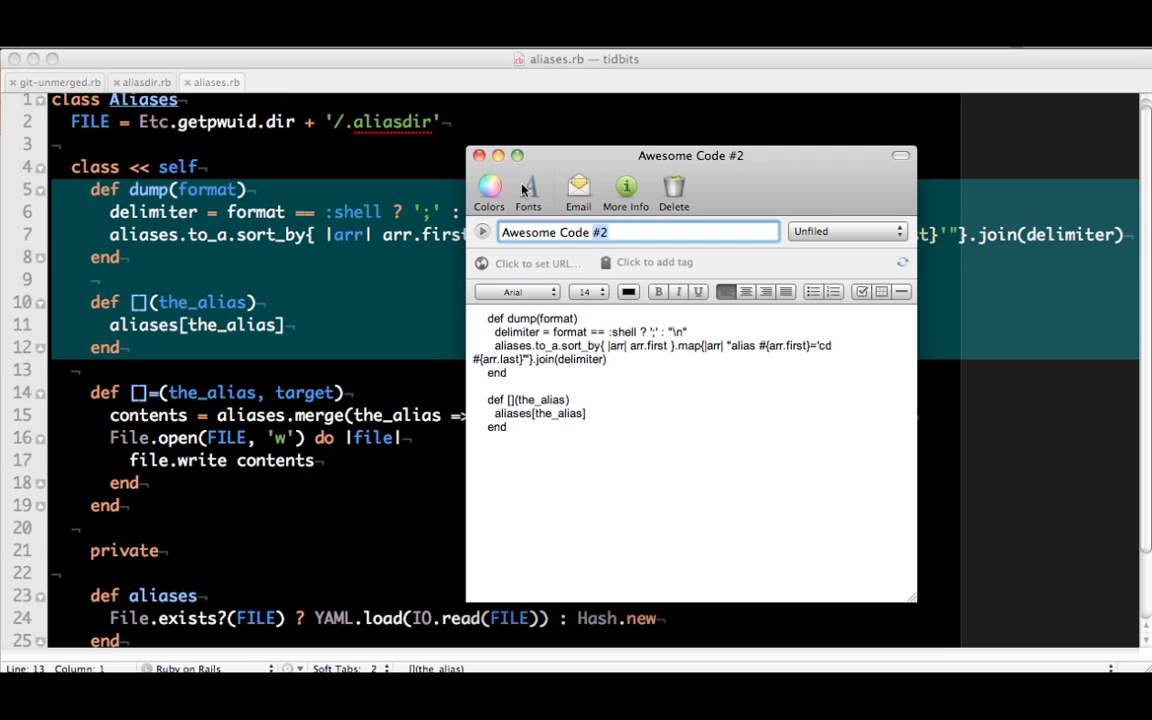 aliases.rb — tidbits
× git-unmerged.rb × aliasdir.rb × aliases.rb
1 class Aliases¬
2 FILE = Etc.getpwuid.dir + '/.aliasdir'¬
3 ¬
4 class << self¬
5 def dump(format)¬
6 delimiter = format == :shell ? ';' :
7 aliases.to_a.sort_by{ |arr| arr.first t}'"}.join(delimiter)¬
8 end¬
9 ¬
10 def [](the_alias)¬
11 aliases[the_alias]¬
12 end¬
13 ¬
14 def []=(the_alias, target)¬
15 contents = aliases.merge(the_alias =>
16 File.open(FILE, 'w') do |file|¬
17 file.write contents¬
18 end¬
19 end¬
20 ¬
21 private¬
22 ¬
23 def aliases¬
24 File.exists?(FILE) ? YAML.load(IO.read(FILE)) : Hash.new¬
25 end¬
Line: 13 Column: 1 Ruby on Rails Soft Tabs: 2 [](the_alias)
Awesome Code #2
Colors Fonts Email More Info Delete
Awesome Code #2 Unfiled
Click to set URL... Click to add tag
Arial 14 B I U
def dump(format)
delimiter = format == :shell ? ';' : "\n"
aliases.to_a.sort_by{ |arr| arr.first }.map{|arr| "alias #{arr.first}='cd
#{arr.last}'"}.join(delimiter)
end
def [](the_alias)
aliases[the_alias]
end